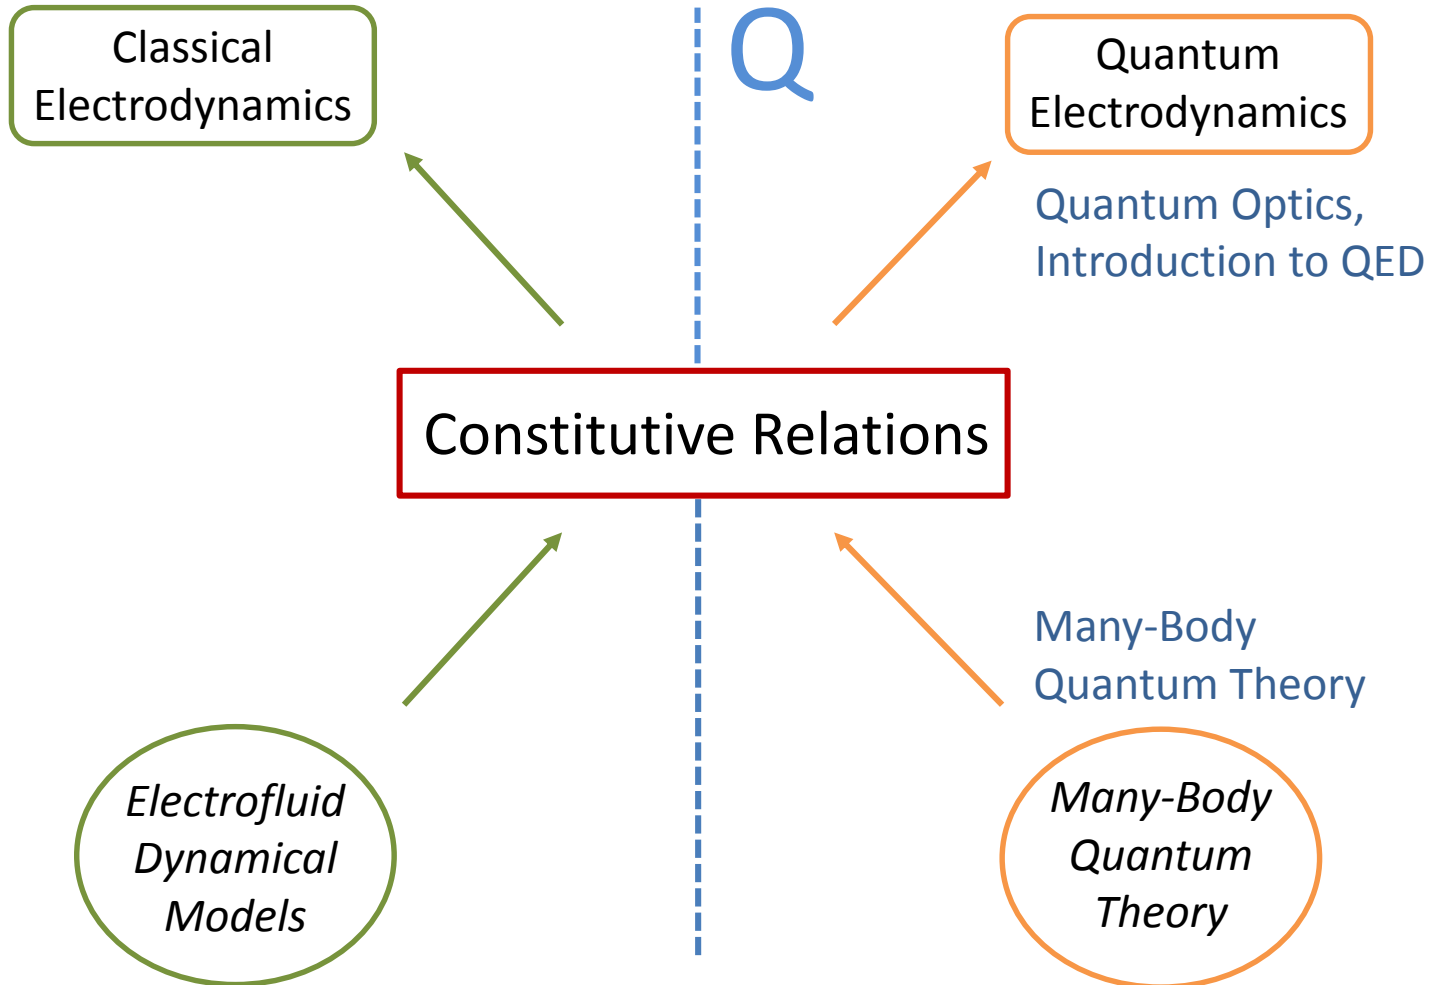 Classical
Electrodynamics
Q
Quantum
Electrodynamics
Quantum Optics,
Introduction to QED
Constitutive Relations
Many-Body
Quantum Theory
Electrofluid
Dynamical
Models
Many-Body
Quantum
Theory